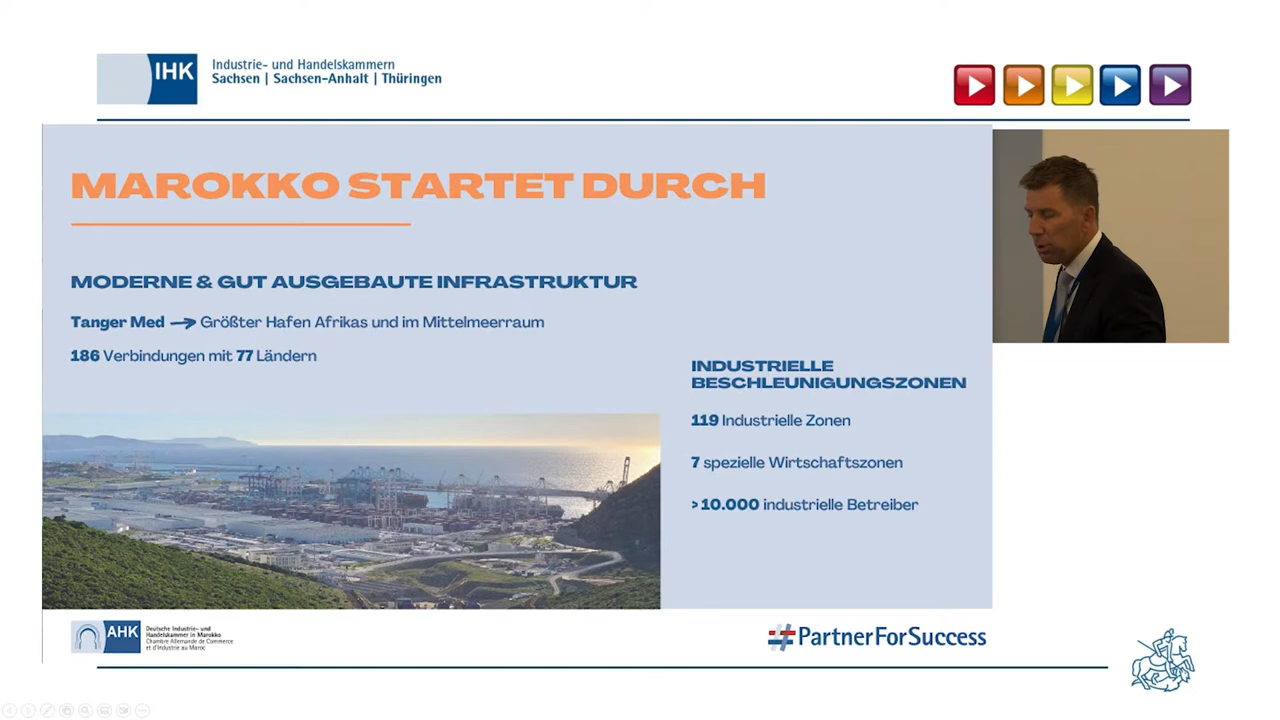 IHK
Industrie- und Handelskammern
Sachsen | Sachsen-Anhalt | Thüringen
MAROKKO STARTET DURCH
MODERNE & GUT AUSGEBAUTE INFRASTRUKTUR
Tanger Med → Größter Hafen Afrikas und im Mittelmeerraum
186 Verbindungen mit 77 Ländern
INDUSTRIELLE
BESCHLEUNIGUNGSZONEN
119 Industrielle Zonen
7 spezielle Wirtschaftszonen
> 10.000 industrielle Betreiber
AHK
Deutsche Industrie- und
Handelskammer in Marokko
Chambre Allemande de Commerce
et d'Industrie au Maroc
#PartnerForSuccess